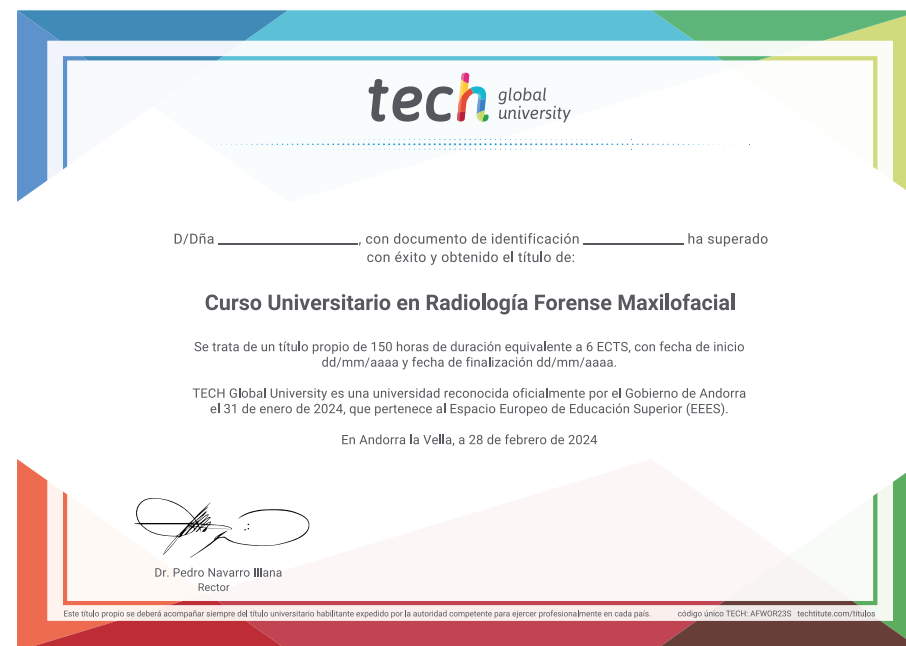 tech global university
D/Dña ______________, con documento de identificación __________ ha superado
con éxito y obtenido el título de:
Curso Universitario en Radiología Forense Maxilofacial
Se trata de un título propio de 150 horas de duración equivalente a 6 ECTS, con fecha de inicio
dd/mm/aaaa y fecha de finalización dd/mm/aaaa.
TECH Global University es una universidad reconocida oficialmente por el Gobierno de Andorra
el 31 de enero de 2024, que pertenece al Espacio Europeo de Educación Superior (EEES).
En Andorra la Vella, a 28 de febrero de 2024
Dr. Pedro Navarro Illana
Rector
Este título propio se deberá acompañar siempre del título universitario habilitante expedido por la autoridad competente para ejercer profesionalmente en cada país. código único TECH: AFWOR23S techtitute.com/titulos